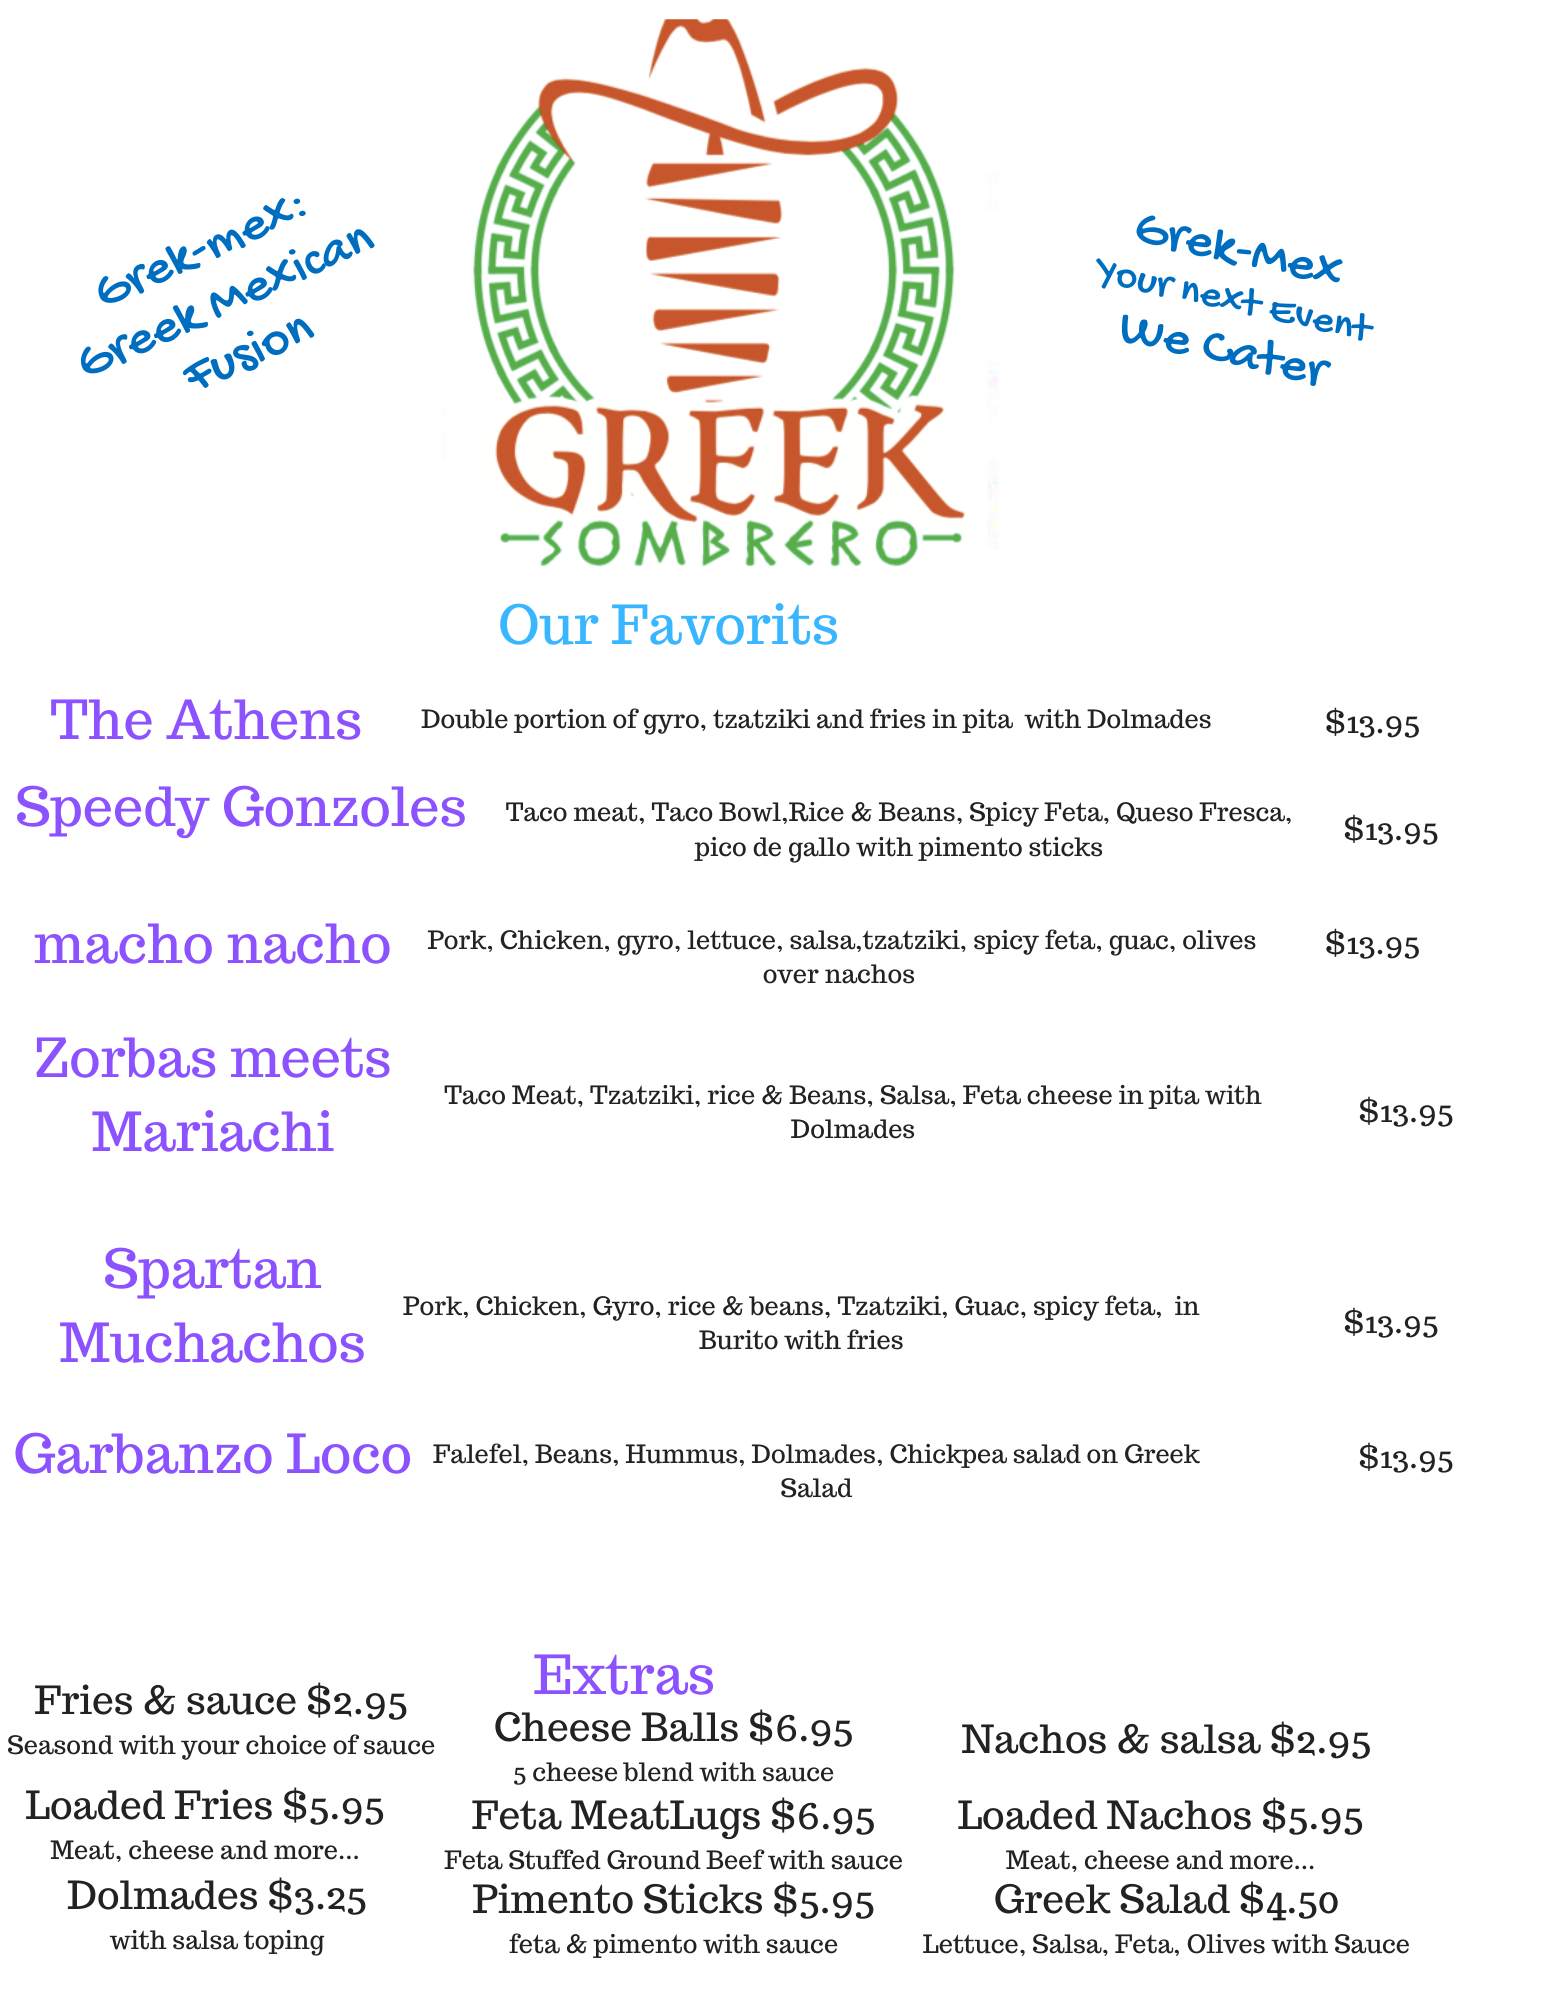 Grek-mex:
Greek Mexican
Fusion
Grek-Mex
Your next Event
We Cater
GREEK
SOMBRERO
Our Favorits
The Athens
Double portion of gyro, tzatziki and fries in pita with Dolmades
$13.95
Speedy Gonzoles
Taco meat, Taco Bowl,Rice & Beans, Spicy Feta, Queso Fresca,
pico de gallo with pimento sticks
$13.95
macho nacho
Pork, Chicken, gyro, lettuce, salsa,tzatziki, spicy feta, guac, olives
over nachos
$13.95
Zorbas meets
Mariachi
Taco Meat, Tzatziki, rice & Beans, Salsa, Feta cheese in pita with
Dolmades
$13.95
Spartan
Muchachos
Pork, Chicken, Gyro, rice & beans, Tzatziki, Guac, spicy feta, in
Burito with fries
$13.95
Garbanzo Loco
Falefel, Beans, Hummus, Dolmades, Chickpea salad on Greek
Salad
$13.95
Extras
Fries & sauce $2.95
Seasond with your choice of sauce
Loaded Fries $5.95
Meat, cheese and more...
Dolmades $3.25
with salsa toping
Cheese Balls $6.95
5 cheese blend with sauce
Feta MeatLugs $6.95
Feta Stuffed Ground Beef with sauce
Pimento Sticks $5.95
feta & pimento with sauce
Nachos & salsa $2.95
Loaded Nachos $5.95
Meat, cheese and more...
Greek Salad $4.50
Lettuce, Salsa, Feta, Olives with Sauce